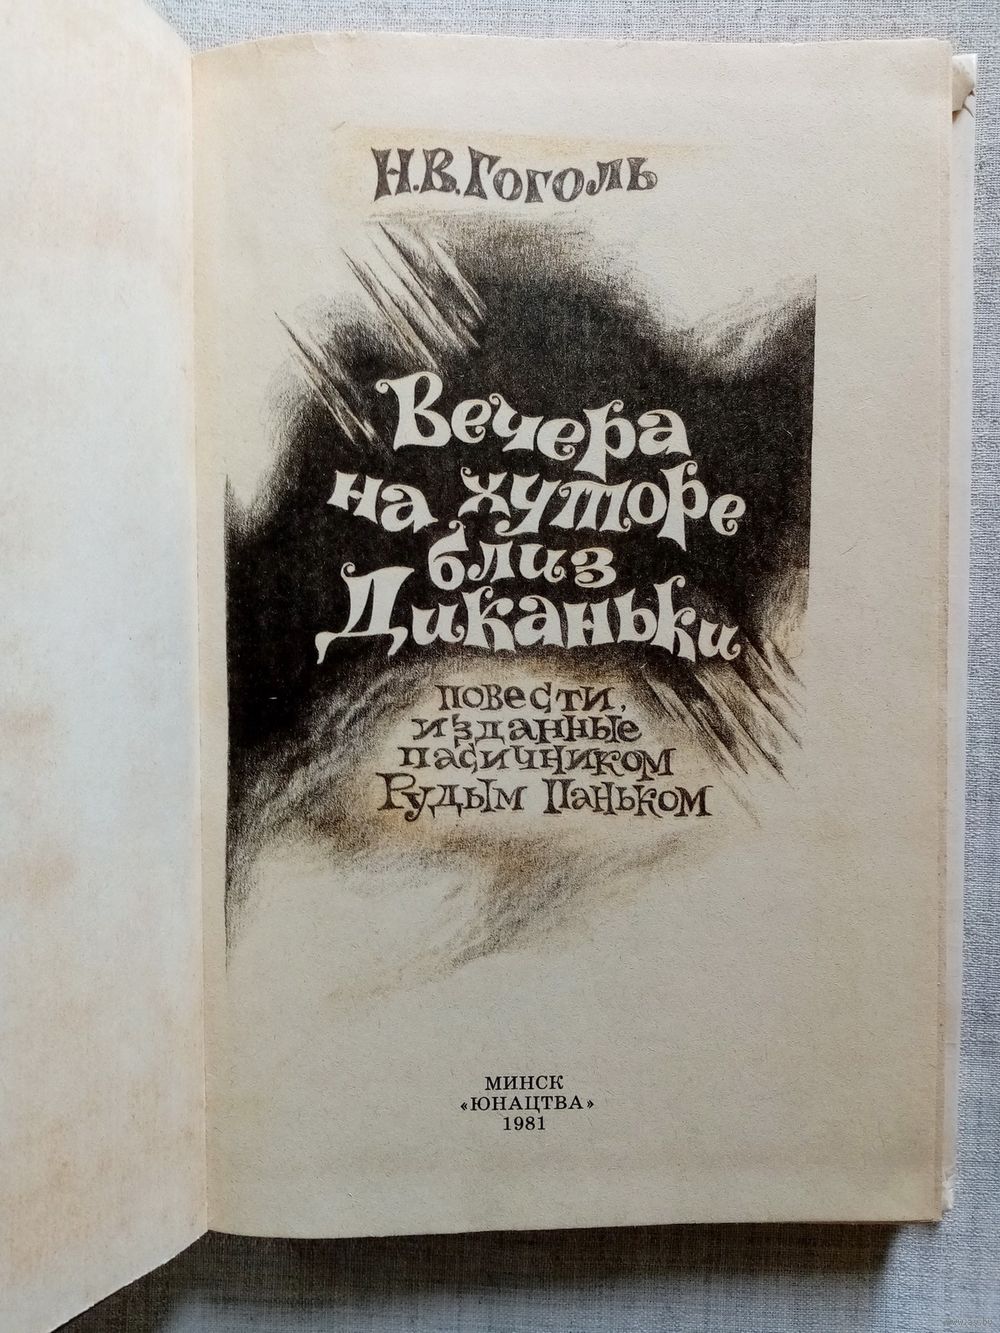 Н.В.Гоголь
Вечера
на хуторе
близ
Диканьки
повести,
изданные
пасичником
Рудым Паньком
МИНСК
«ЮНАЦТВА»
1981